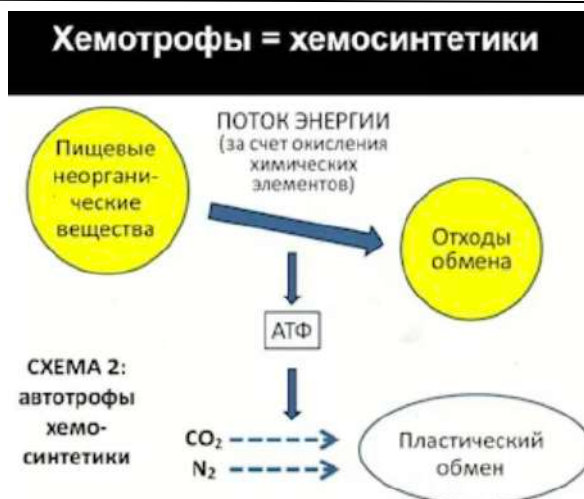 Хемотрофы = хемосинтетики
ПОТОК ЭНЕРГИИ
(за счет окисления
химических
элементов)
Пищевые
неоргани-
ческие
вещества
Отходы
обмена
АТФ
СХЕМА 2:
автотрофы
хемо-
синтетики
CO₂
N₂
Пластический
обмен